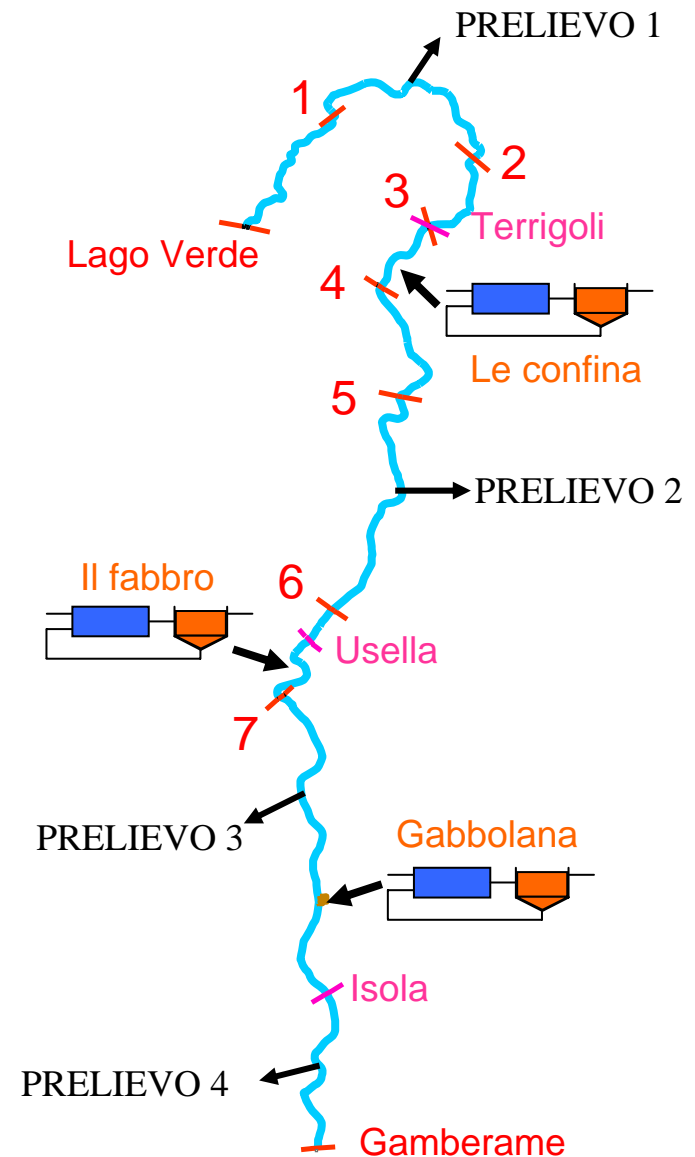 PRELIEVO 1
1
2
3
Terrigoli
Lago Verde
4
Le confina
5
PRELIEVO 2
Il fabbro
6
Usella
7
PRELIEVO 3
Gabbolana
Isola
PRELIEVO 4
Gamberame